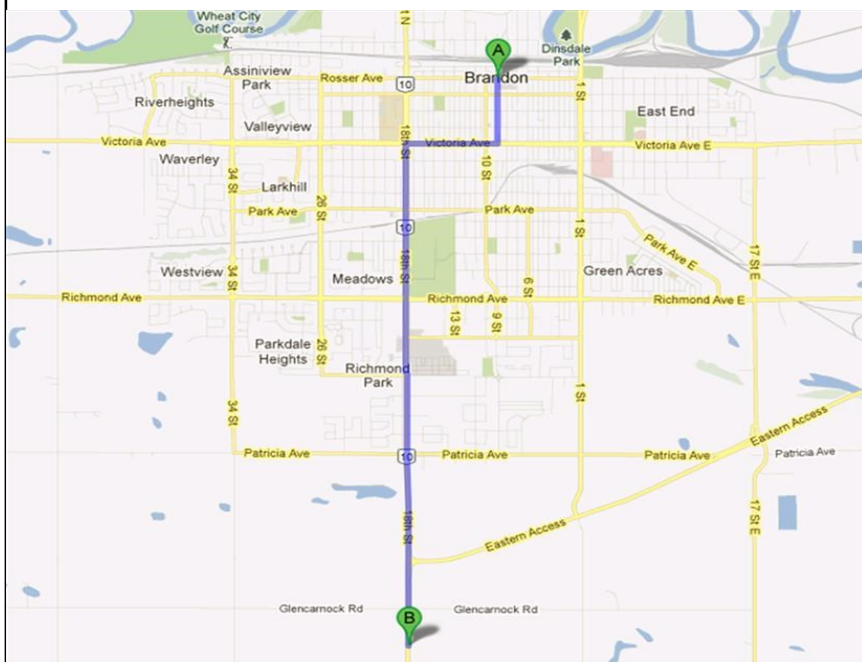 Wheat City
Golf Course
1 N
A
Dinsdale
Park
Assiniview
Park
Rosser Ave
10
Brandon
Riverheights
1 St
East End
Valleyview
Victoria Ave
18th St
Victoria Ave
Victoria Ave E
Waverley
10 St
34 St
Larkhill
26 St
Park Ave
Park Ave
10
1 St
Park Ave E
17 St E
Westview
34 St
Meadows
18th St
6 St
Green Acres
Richmond Ave
Richmond Ave
Richmond Ave E
13 St
9 St
Parkdale
Heights
26 St
Richmond
Park
34 St
1 St
Eastern Access
Patricia Ave
10
Patricia Ave
Patricia Ave
Patricia Ave
18th St
17 St E
Eastern Access
Glencarnock Rd
Glencarnock Rd
B